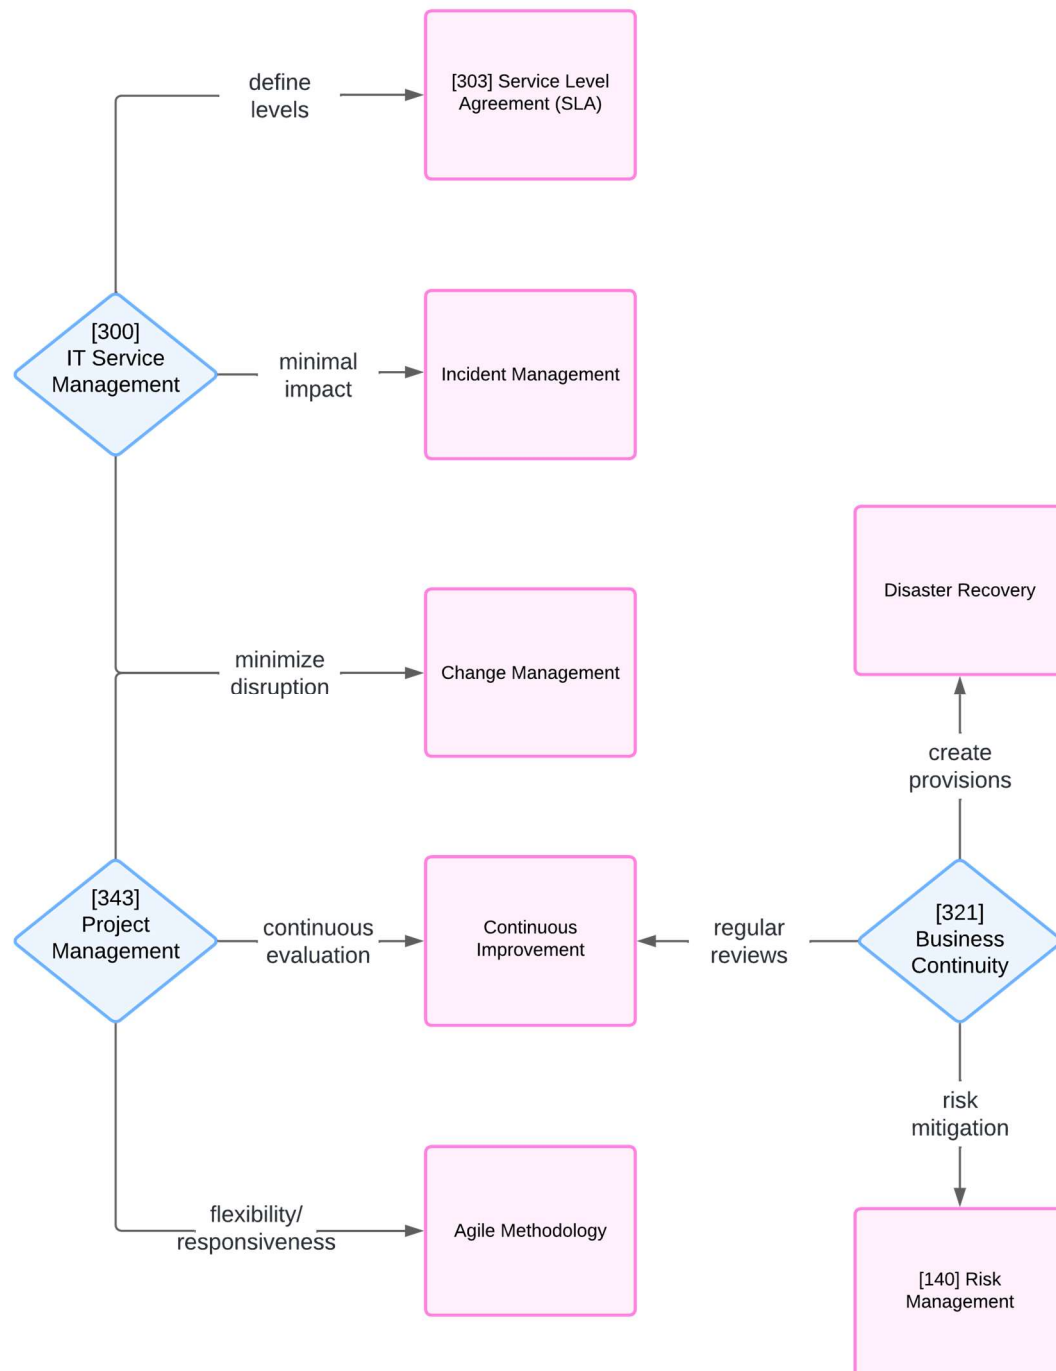 define
levels
[303] Service Level
Agreement (SLA)
[300]
IT Service
Management
minimal
impact
Incident Management
minimize
disruption
Change Management
Disaster Recovery
create
provisions
[343]
Project
Management
continuous
evaluation
Continuous
Improvement
regular
reviews
[321]
Business
Continuity
risk
mitigation
flexibility/
responsiveness
Agile Methodology
[140] Risk
Management